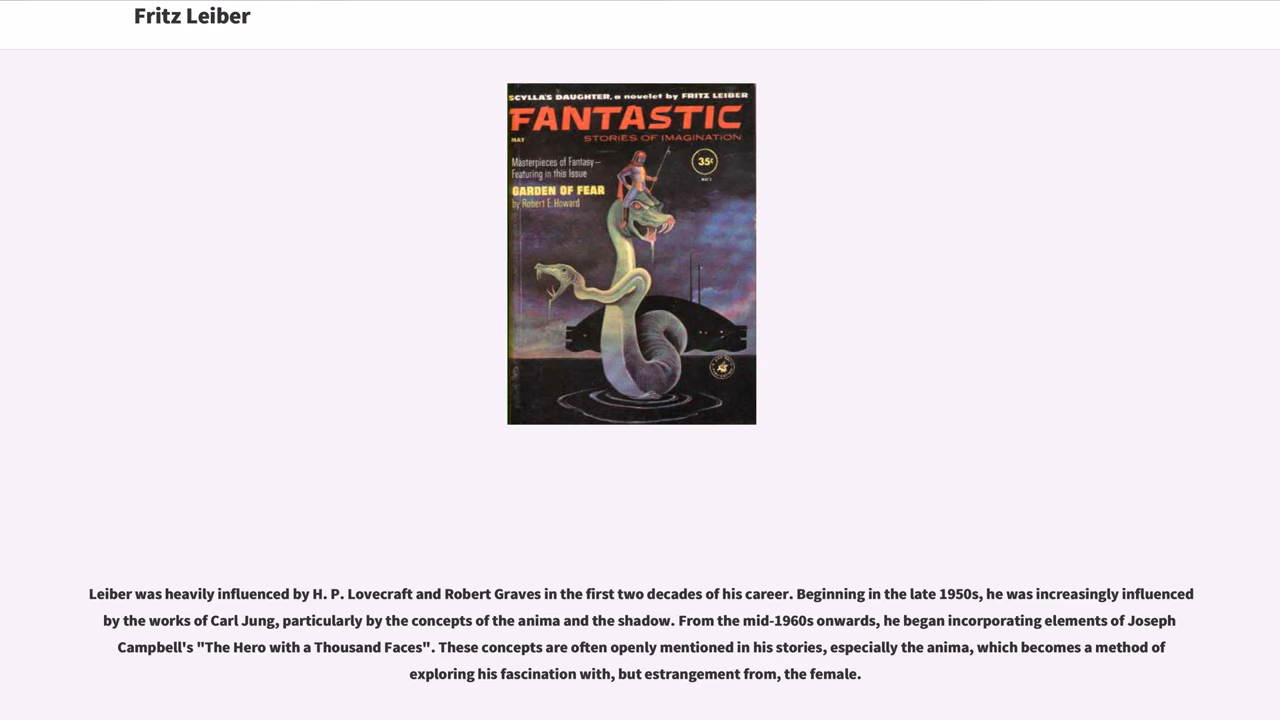 Fritz Leiber
SCYLLA'S DAUGHTER, a novelet by FRITZ LEIBER
FANTASTIC
MAY
STORIES OF IMAGINATION
Masterpieces of Fantasy—
Featuring in this Issue
35¢
GARDEN OF FEAR
by Robert E. Howard
Leiber was heavily influenced by H. P. Lovecraft and Robert Graves in the first two decades of his career. Beginning in the late 1950s, he was increasingly influenced
by the works of Carl Jung, particularly by the concepts of the anima and the shadow. From the mid-1960s onwards, he began incorporating elements of Joseph
Campbell's "The Hero with a Thousand Faces". These concepts are often openly mentioned in his stories, especially the anima, which becomes a method of
exploring his fascination with, but estrangement from, the female.